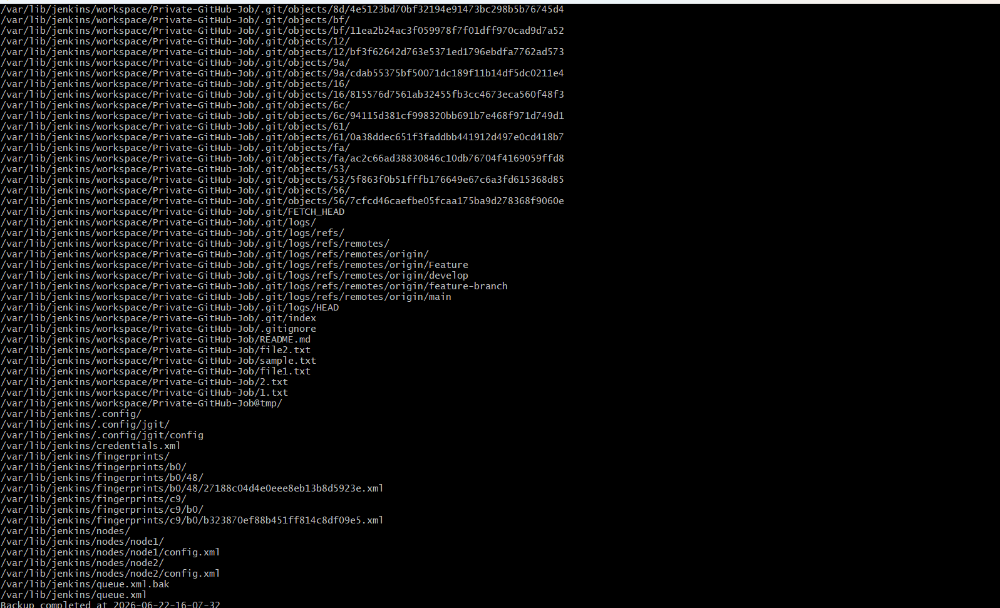 /var/lib/jenkins/workspace/Private-GitHub-Job/.git/objects/8d/4e5123bd70bf32194e91473bc298b5b76745d4
/var/lib/jenkins/workspace/Private-GitHub-Job/.git/objects/bf/
/var/lib/jenkins/workspace/Private-GitHub-Job/.git/objects/bf/11ea2b24ac3f059978f7f01dff970cad9d7a52
/var/lib/jenkins/workspace/Private-GitHub-Job/.git/objects/12/
/var/lib/jenkins/workspace/Private-GitHub-Job/.git/objects/12/bf3f62642d763e5371ed1796ebdfa7762ad573
/var/lib/jenkins/workspace/Private-GitHub-Job/.git/objects/9a/
/var/lib/jenkins/workspace/Private-GitHub-Job/.git/objects/9a/cdab55375bf50071dc189f11b14df5dc0211e4
/var/lib/jenkins/workspace/Private-GitHub-Job/.git/objects/16/
/var/lib/jenkins/workspace/Private-GitHub-Job/.git/objects/16/815576d7561ab32455fb3cc4673eca560f48f3
/var/lib/jenkins/workspace/Private-GitHub-Job/.git/objects/6c/
/var/lib/jenkins/workspace/Private-GitHub-Job/.git/objects/6c/94115d381cf998320bb691b7e468f971d749d1
/var/lib/jenkins/workspace/Private-GitHub-Job/.git/objects/61/
/var/lib/jenkins/workspace/Private-GitHub-Job/.git/objects/61/0a38ddec651f3faddbb441912d497e0cd418b7
/var/lib/jenkins/workspace/Private-GitHub-Job/.git/objects/fa/
/var/lib/jenkins/workspace/Private-GitHub-Job/.git/objects/fa/ac2c66ad38830846c10db76704f4169059ffd8
/var/lib/jenkins/workspace/Private-GitHub-Job/.git/objects/53/
/var/lib/jenkins/workspace/Private-GitHub-Job/.git/objects/53/5f863f0b51fffb176649e67c6a3fd615368d85
/var/lib/jenkins/workspace/Private-GitHub-Job/.git/objects/56/
/var/lib/jenkins/workspace/Private-GitHub-Job/.git/objects/56/7cfcd46caefbe05fcaa175ba9d278368f9060e
/var/lib/jenkins/workspace/Private-GitHub-Job/.git/FETCH_HEAD
/var/lib/jenkins/workspace/Private-GitHub-Job/.git/logs/
/var/lib/jenkins/workspace/Private-GitHub-Job/.git/logs/refs/
/var/lib/jenkins/workspace/Private-GitHub-Job/.git/logs/refs/remotes/
/var/lib/jenkins/workspace/Private-GitHub-Job/.git/logs/refs/remotes/origin/
/var/lib/jenkins/workspace/Private-GitHub-Job/.git/logs/refs/remotes/origin/Feature
/var/lib/jenkins/workspace/Private-GitHub-Job/.git/logs/refs/remotes/origin/develop
/var/lib/jenkins/workspace/Private-GitHub-Job/.git/logs/refs/remotes/origin/feature-branch
/var/lib/jenkins/workspace/Private-GitHub-Job/.git/logs/refs/remotes/origin/main
/var/lib/jenkins/workspace/Private-GitHub-Job/.git/logs/HEAD
/var/lib/jenkins/workspace/Private-GitHub-Job/.git/index
/var/lib/jenkins/workspace/Private-GitHub-Job/.gitignore
/var/lib/jenkins/workspace/Private-GitHub-Job/README.md
/var/lib/jenkins/workspace/Private-GitHub-Job/file2.txt
/var/lib/jenkins/workspace/Private-GitHub-Job/sample.txt
/var/lib/jenkins/workspace/Private-GitHub-Job/file1.txt
/var/lib/jenkins/workspace/Private-GitHub-Job/2.txt
/var/lib/jenkins/workspace/Private-GitHub-Job/1.txt
/var/lib/jenkins/workspace/Private-GitHub-Job@tmp/
/var/lib/jenkins/.config/
/var/lib/jenkins/.config/jgit/
/var/lib/jenkins/.config/jgit/config
/var/lib/jenkins/credentials.xml
/var/lib/jenkins/fingerprints/
/var/lib/jenkins/fingerprints/b0/
/var/lib/jenkins/fingerprints/b0/48/
/var/lib/jenkins/fingerprints/b0/48/27188c04d4e0eee8eb13b8d5923e.xml
/var/lib/jenkins/fingerprints/c9/
/var/lib/jenkins/fingerprints/c9/b0/
/var/lib/jenkins/fingerprints/c9/b0/b323870ef88b451ff814c8df09e5.xml
/var/lib/jenkins/nodes/
/var/lib/jenkins/nodes/node1/
/var/lib/jenkins/nodes/node1/config.xml
/var/lib/jenkins/nodes/node2/
/var/lib/jenkins/nodes/node2/config.xml
/var/lib/jenkins/queue.xml.bak
/var/lib/jenkins/queue.xml
Backup completed at 2026-06-22-16-07-32